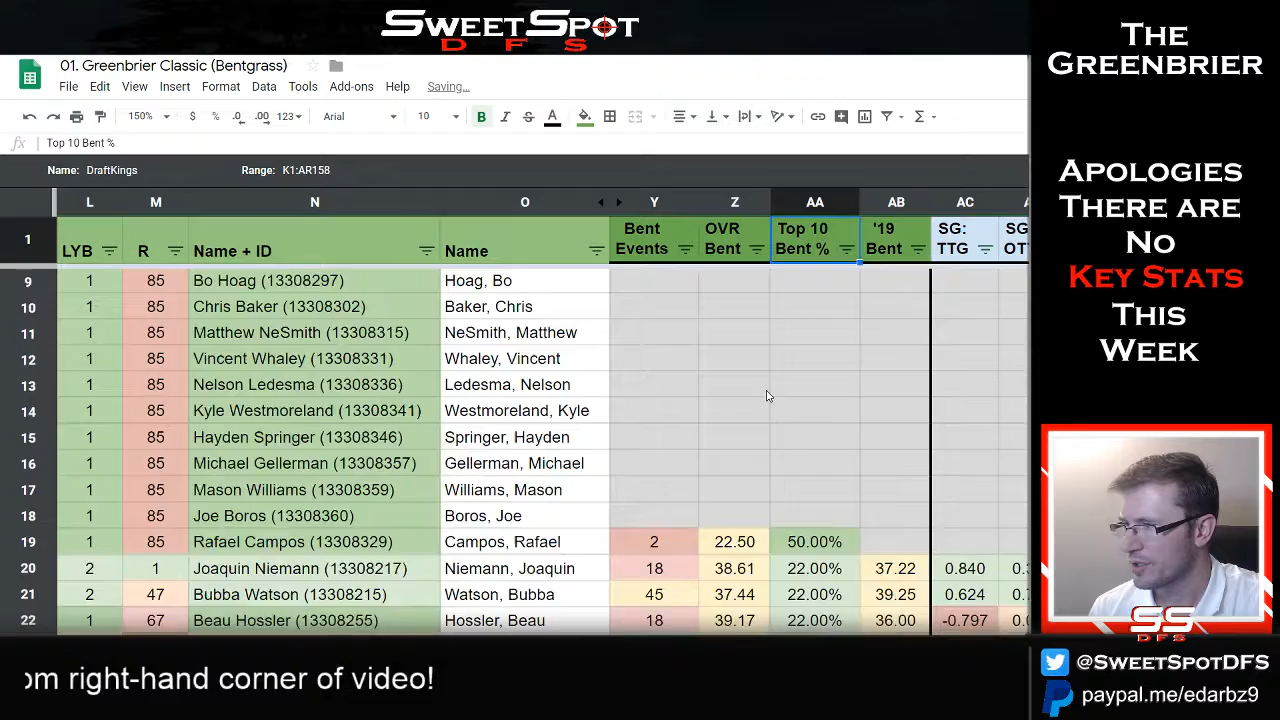 SWEETSPOT
DFS
01. Greenbrier Classic (Bentgrass)
File Edit View Insert Format Data Tools Add-ons Help Saving...
150% $ % .0 .00 123 Arial 10 B I S A
fx Top 10 Bent %
Name: DraftKings Range: K1:AR158
L M N O Y Z AA AB AC
1 LYB R Name + ID Name Bent Events OVR Bent Top 10 Bent % '19 Bent SG: TTG SG: OT
9 1 85 Bo Hoag (13308297) Hoag, Bo
10 1 85 Chris Baker (13308302) Baker, Chris
11 1 85 Matthew NeSmith (13308315) NeSmith, Matthew
12 1 85 Vincent Whaley (13308331) Whaley, Vincent
13 1 85 Nelson Ledesma (13308336) Ledesma, Nelson
14 1 85 Kyle Westmoreland (13308341) Westmoreland, Kyle
15 1 85 Hayden Springer (13308346) Springer, Hayden
16 1 85 Michael Gellerman (13308357) Gellerman, Michael
17 1 85 Mason Williams (13308359) Williams, Mason
18 1 85 Joe Boros (13308360) Boros, Joe
19 1 85 Rafael Campos (13308329) Campos, Rafael 2 22.50 50.00%
20 2 1 Joaquin Niemann (13308217) Niemann, Joaquin 18 38.61 22.00% 37.22 0.840
21 2 47 Bubba Watson (13308215) Watson, Bubba 45 37.44 22.00% 39.25 0.624
22 1 67 Beau Hossler (13308255) Hossler, Beau 18 39.17 22.00% 36.00 -0.797
om right-hand corner of video!
THE
GREENBRIER
APOLOGIES
THERE ARE
NO
KEY STATS
THIS
WEEK
SS
DFS
@SWEETSPOTDFS
paypal.me/edarbz9